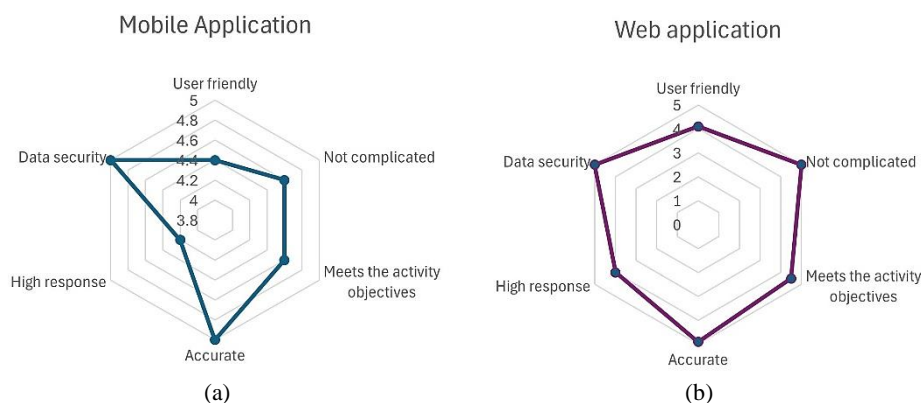 Mobile Application
User friendly
5
4.8
4.6
4.4
4.2
4
3.8
Not complicated
Meets the activity
objectives
Accurate
High response
Data security
(a)
Web application
User friendly
5
4
3
2
1
0
Not complicated
Meets the activity
objectives
Accurate
High response
Data security
(b)